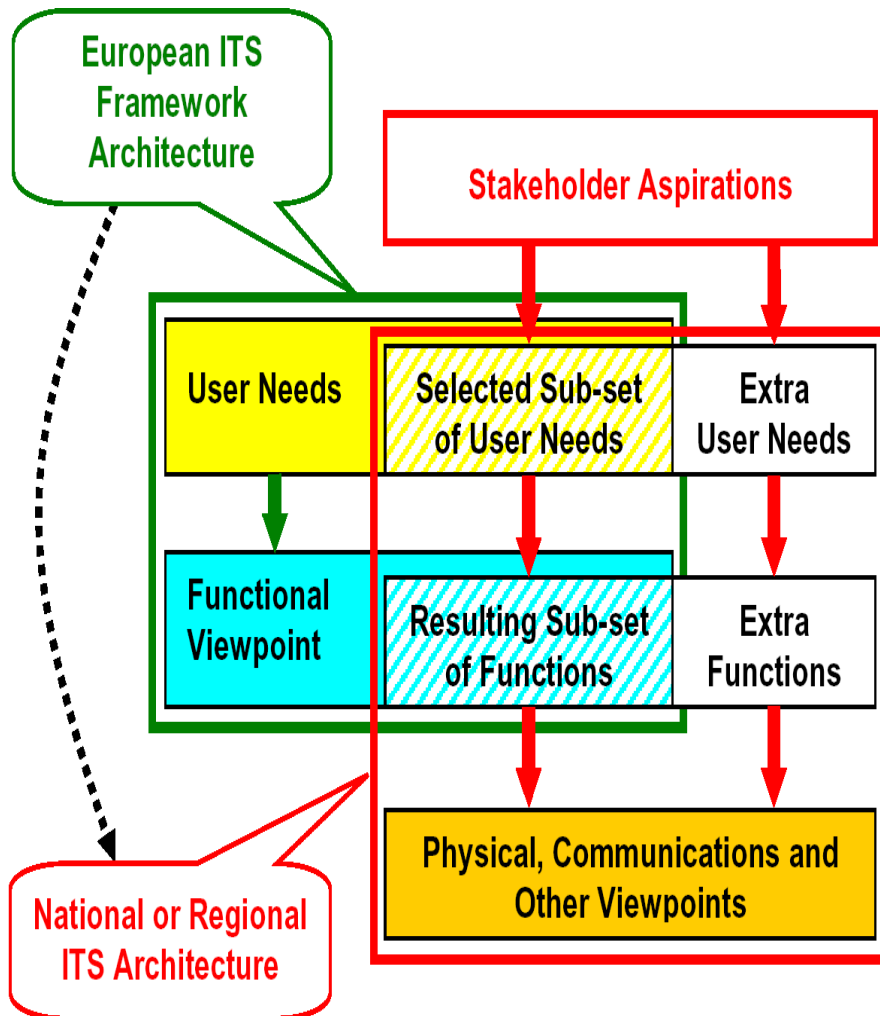 European ITS
Framework
Architecture
Stakeholder Aspirations
User Needs
Selected Sub-set
of User Needs
Extra
User Needs
Functional
Viewpoint
Resulting Sub-set
of Functions
Extra
Functions
Physical, Communications and
Other Viewpoints
National or Regional
ITS Architecture